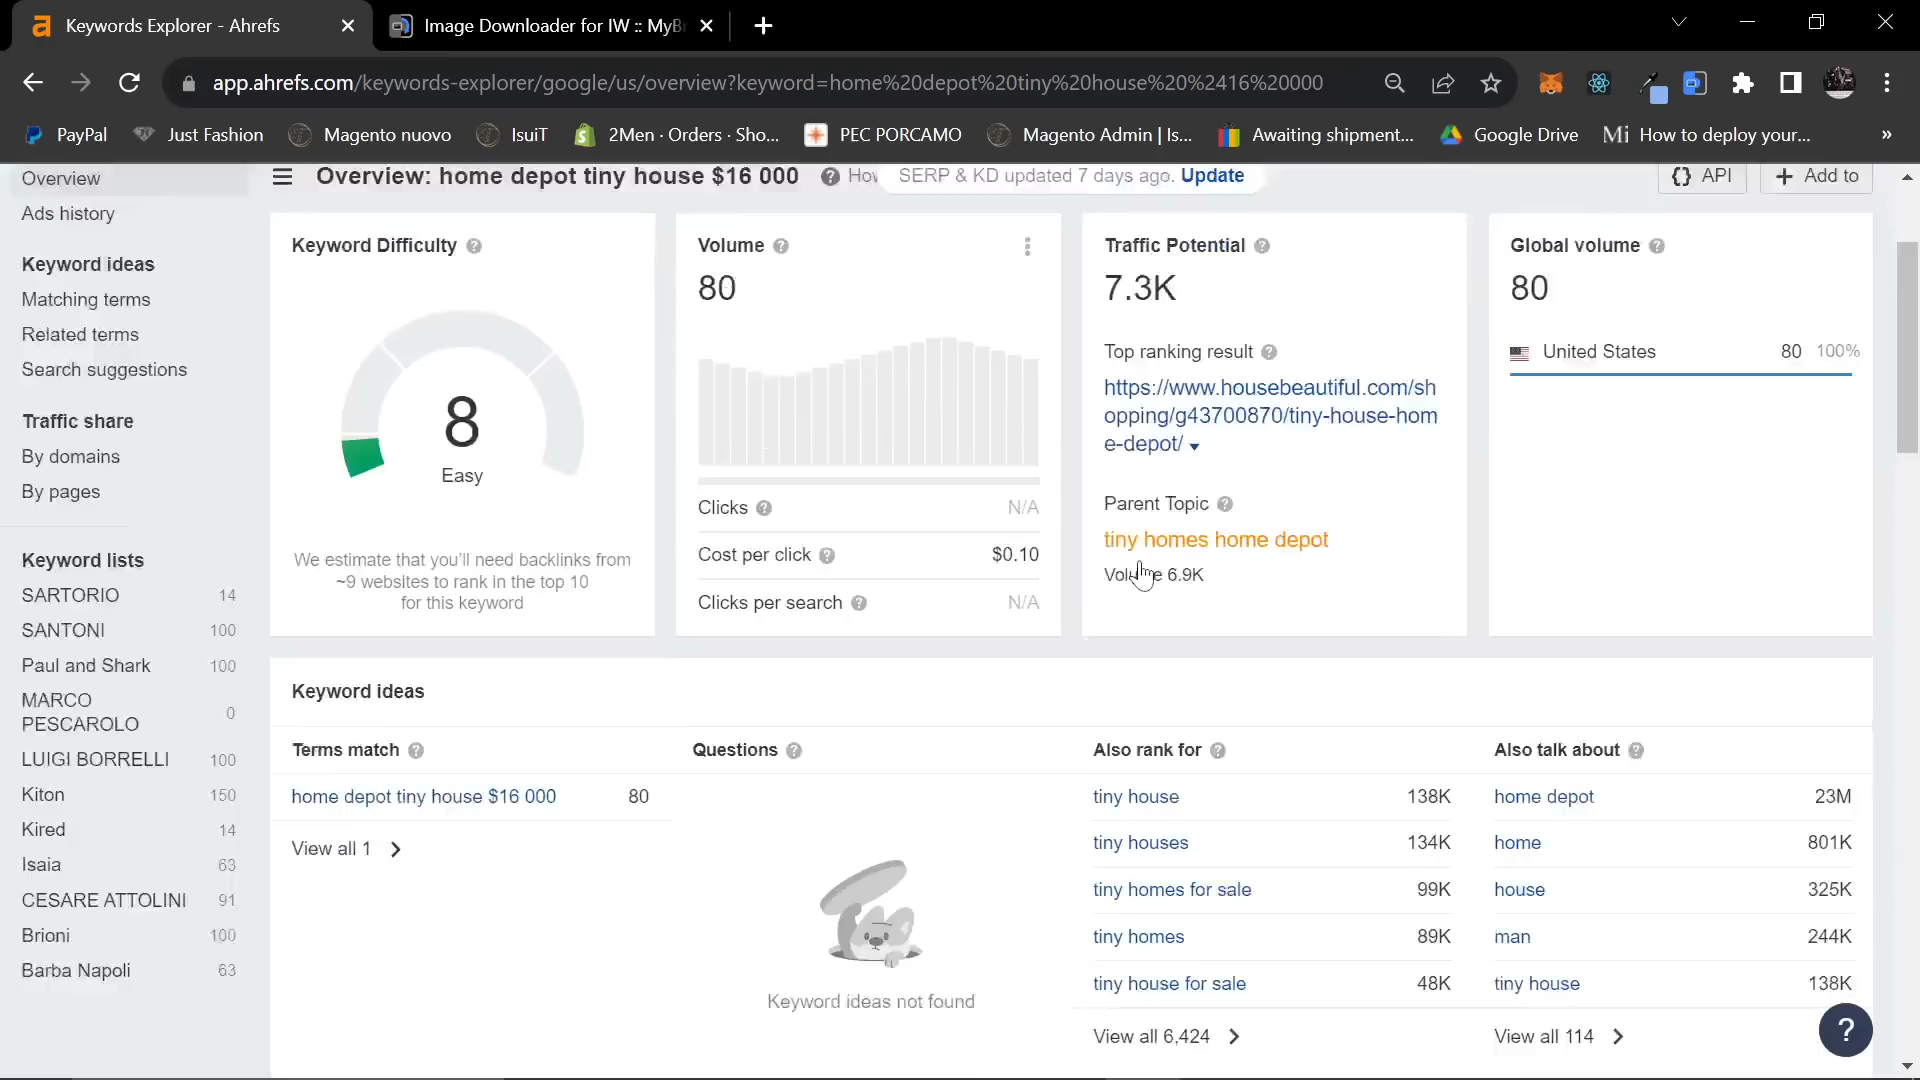 Keywords Explorer - Ahrefs
Image Downloader for IW :: MyB
app.ahrefs.com/keywords-explorer/google/us/overview?keyword=home%20depot%20tiny%20house%20%2416%20000
PayPal
Just Fashion
Magento nuovo
IsuiT
2Men · Orders · Sho...
PEC PORCAMO
Magento Admin | Is...
Awaiting shipment...
Google Drive
Mi How to deploy your...
»
Overview
Ads history
Keyword ideas
Matching terms
Related terms
Search suggestions
Traffic share
By domains
By pages
Keyword lists
SARTORIO 14
SANTONI 100
Paul and Shark 100
MARCO
PESCAROLO 0
LUIGI BORRELLI 100
Kiton 150
Kired 14
Isaia 63
CESARE ATTOLINI 91
Brioni 100
Barba Napoli 63
Overview: home depot tiny house $16 000
? How
SERP & KD updated 7 days ago. Update
{} API
+ Add to
Keyword Difficulty ?
8
Easy
We estimate that you'll need backlinks from
~9 websites to rank in the top 10
for this keyword
Volume ?
80
Clicks ? N/A
Cost per click ? $0.10
Clicks per search ? N/A
Traffic Potential ?
7.3K
Top ranking result ?
https://www.housebeautiful.com/sh
opping/g43700870/tiny-house-hom
e-depot/
Parent Topic ?
tiny homes home depot
Volume 6.9K
Global volume ?
80
United States 80 100%
Keyword ideas
Terms match ?
home depot tiny house $16 000 80
View all 1
Questions ?
Keyword ideas not found
Also rank for ?
tiny house 138K
tiny houses 134K
tiny homes for sale 99K
tiny homes 89K
tiny house for sale 48K
View all 6,424
Also talk about ?
home depot 23M
home 801K
house 325K
man 244K
tiny house 138K
View all 114
?